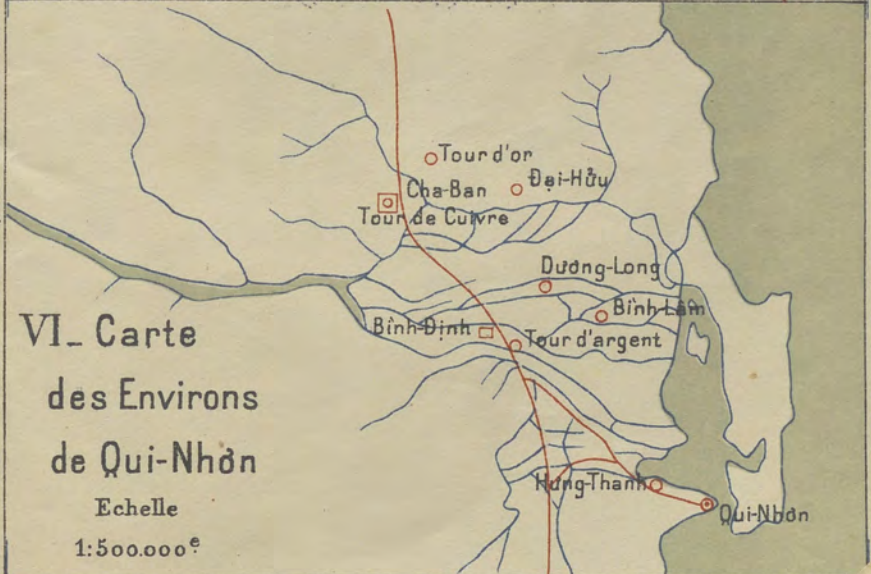 Tour d'or
Cha-Ban
Đại-Hữu
Tour de Cuivre
Dương-Long
Bình-Lâm
Bình-Định
Tour d'argent
VI_ Carte
des Environs
de Qui-Nhơn
Echelle
1:500.000e
Hưng-Thanh
Qui-Nhơn